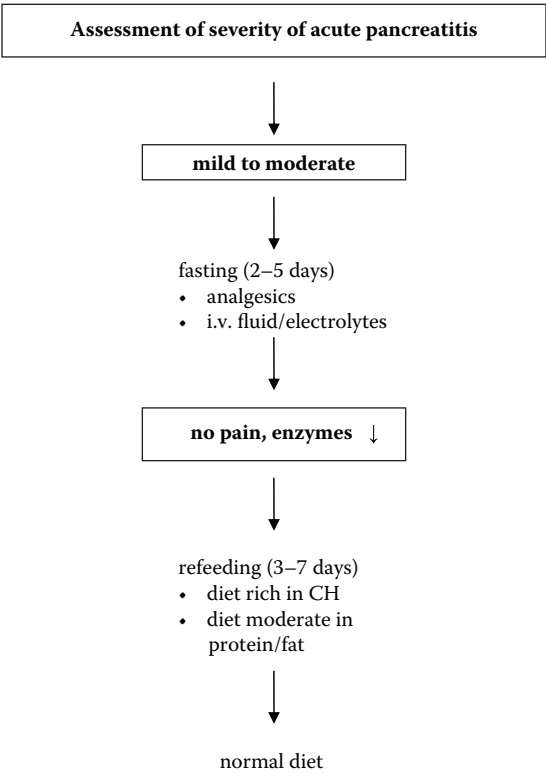 Assessment of severity of acute pancreatitis
mild to moderate
fasting (2–5 days)
• analgesics
• i.v. fluid/electrolytes
no pain, enzymes ↓
refeeding (3–7 days)
• diet rich in CH
• diet moderate in
protein/fat
normal diet